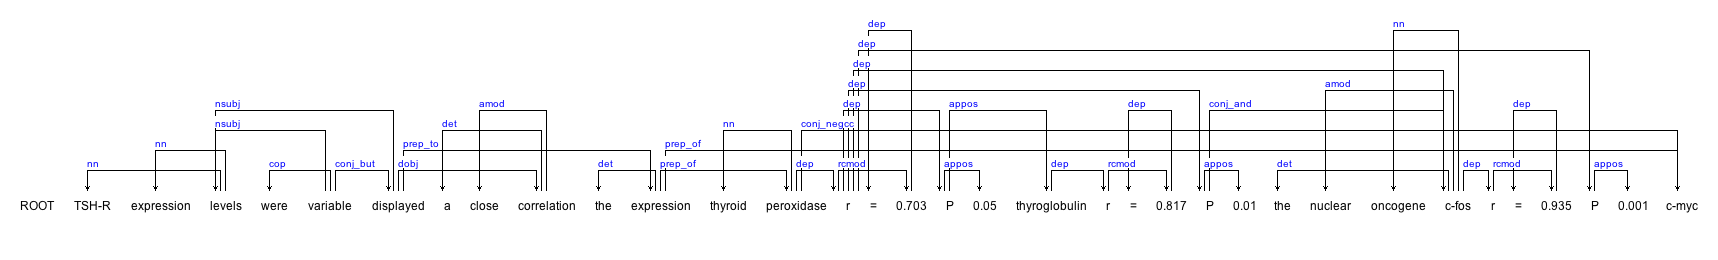 dep nn
dep
dep
dep amod
nsubj amod dep appos dep conj_and dep
nsubj det nn conj_negcc
nn prep_to prep_of
nn cop conj_but dobj det prep_of dep rcmod appos dep rcmod appos det dep rcmod appos
ROOT TSH-R expression levels were variable displayed a close correlation the expression thyroid peroxidase r = 0.703 P 0.05 thyroglobulin r = 0.817 P 0.01 the nuclear oncogene c-fos r = 0.935 P 0.001 c-myc